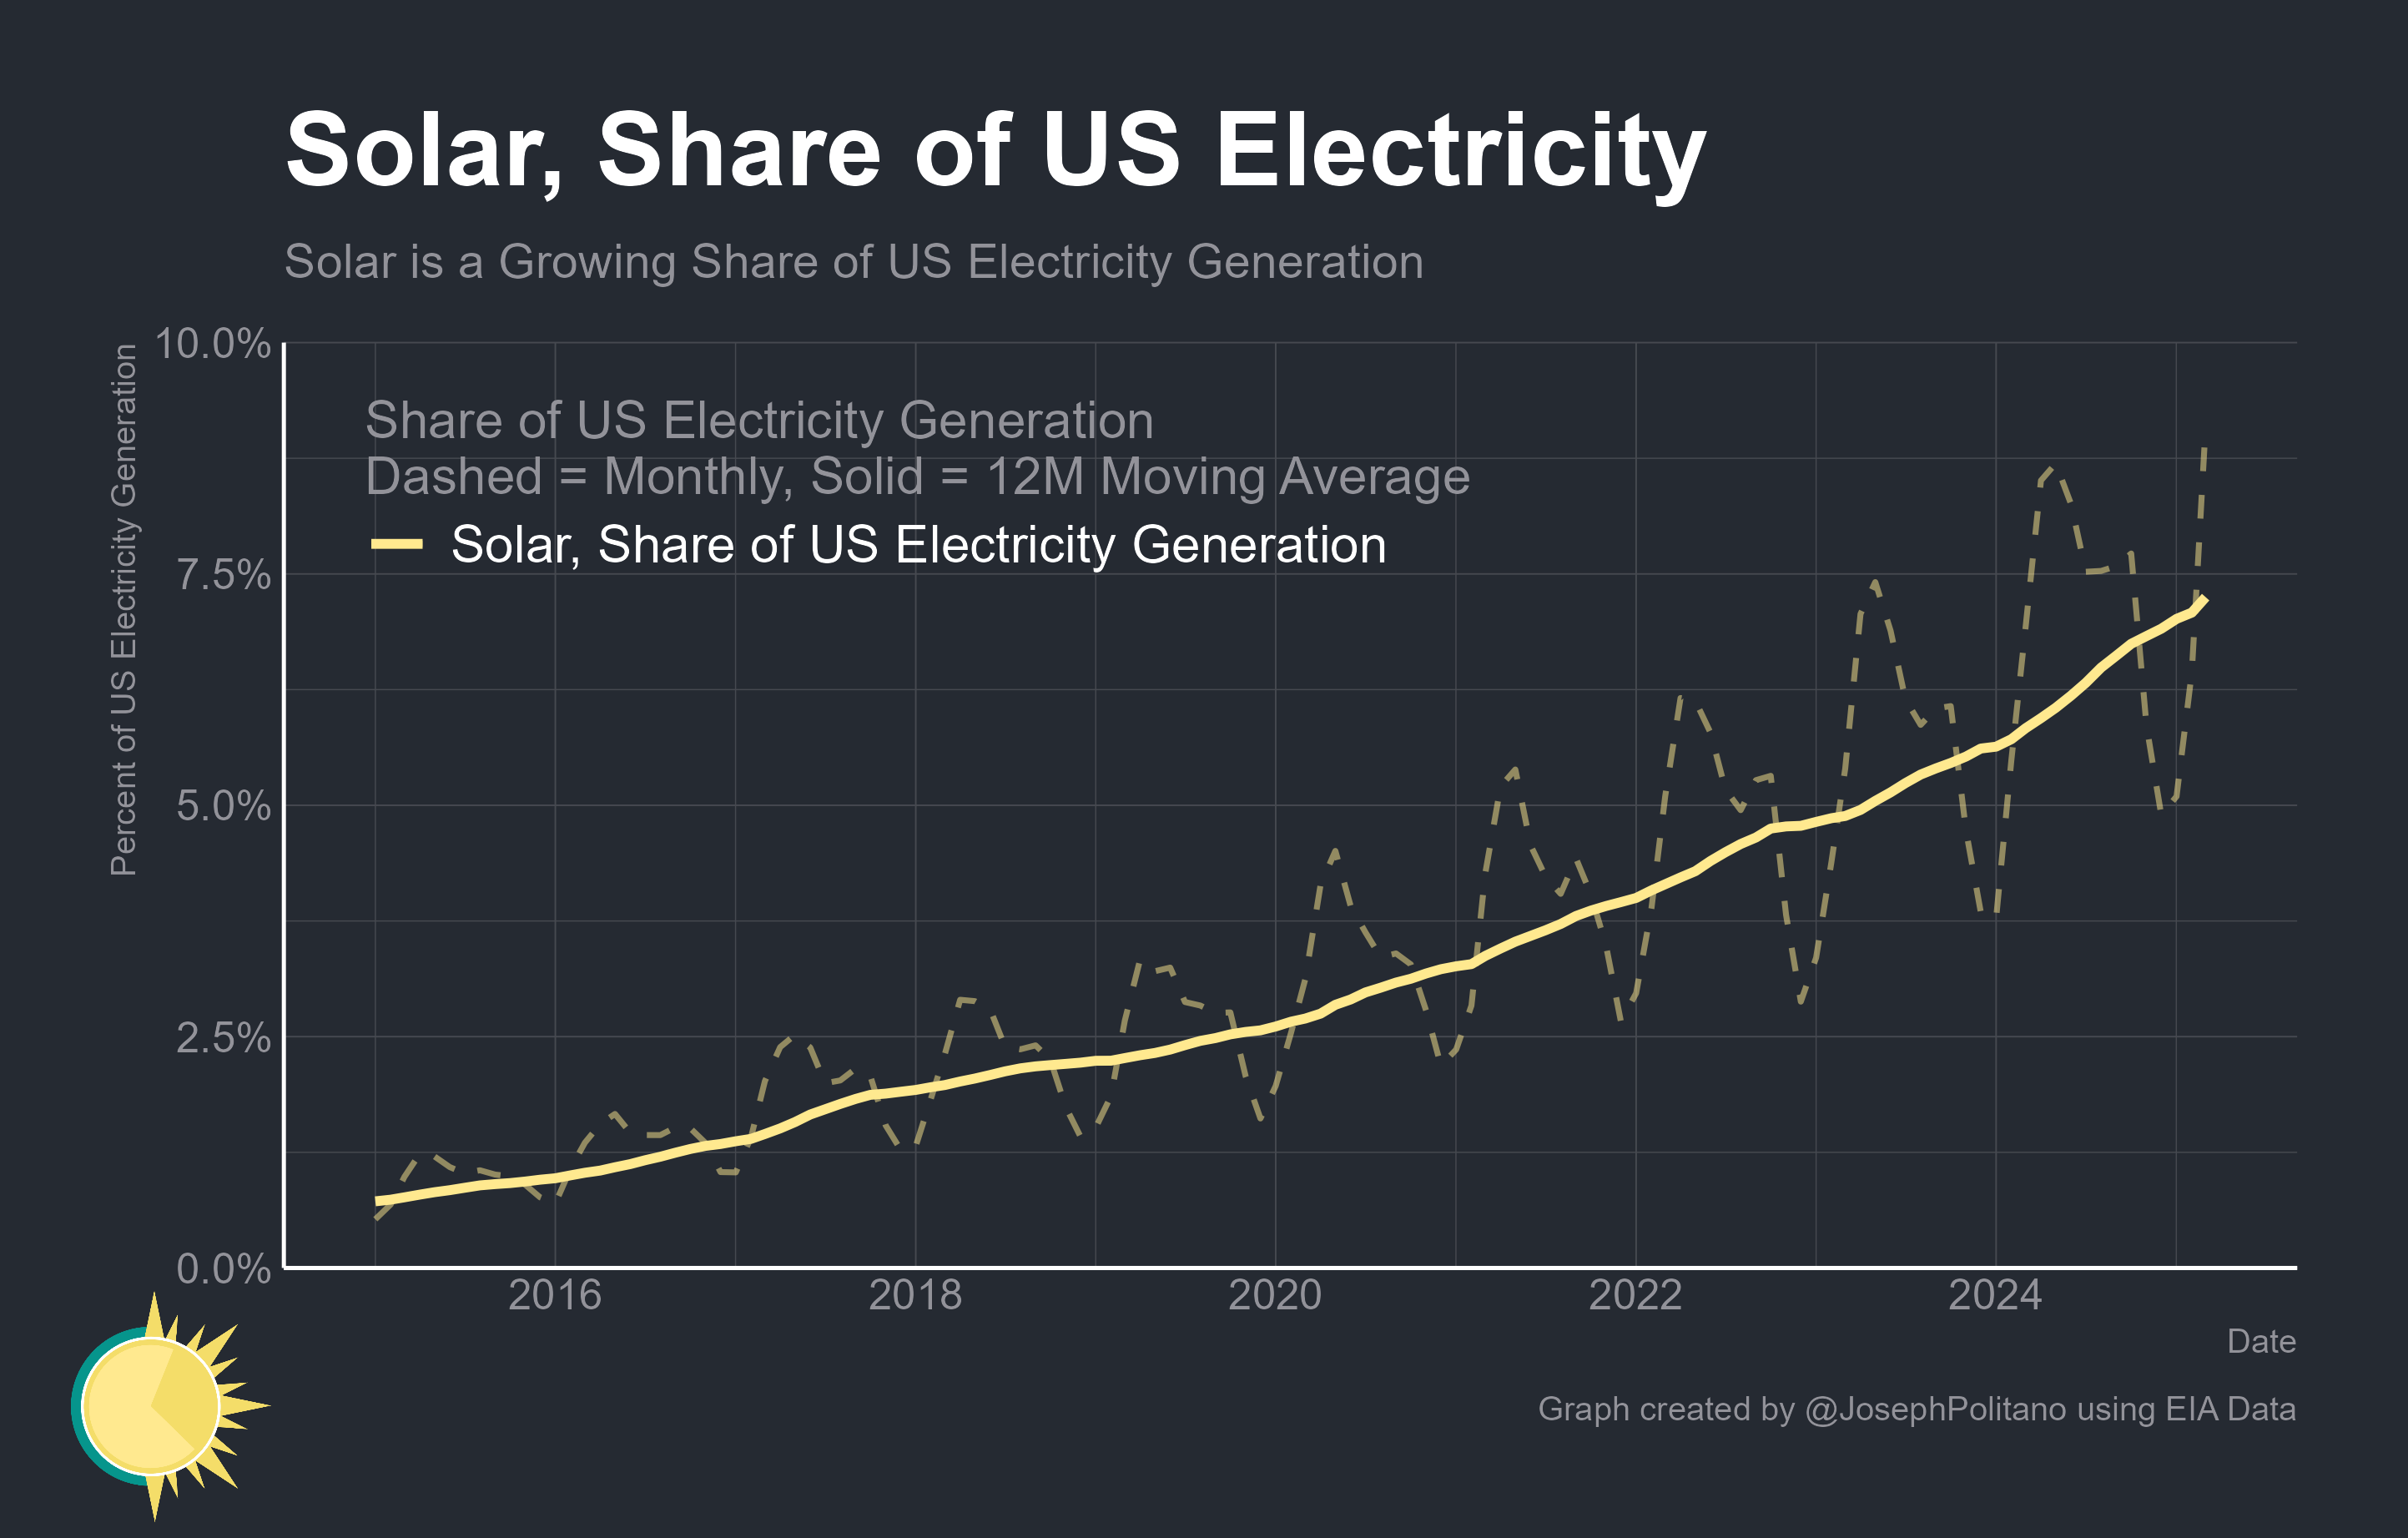 Solar, Share of US Electricity
Solar is a Growing Share of US Electricity Generation
Percent of US Electricity Generation
10.0%
7.5%
5.0%
2.5%
0.0%
Share of US Electricity Generation
Dashed = Monthly, Solid = 12M Moving Average
Solar, Share of US Electricity Generation
2016 2018 2020 2022 2024
Date
Graph created by @JosephPolitano using EIA Data